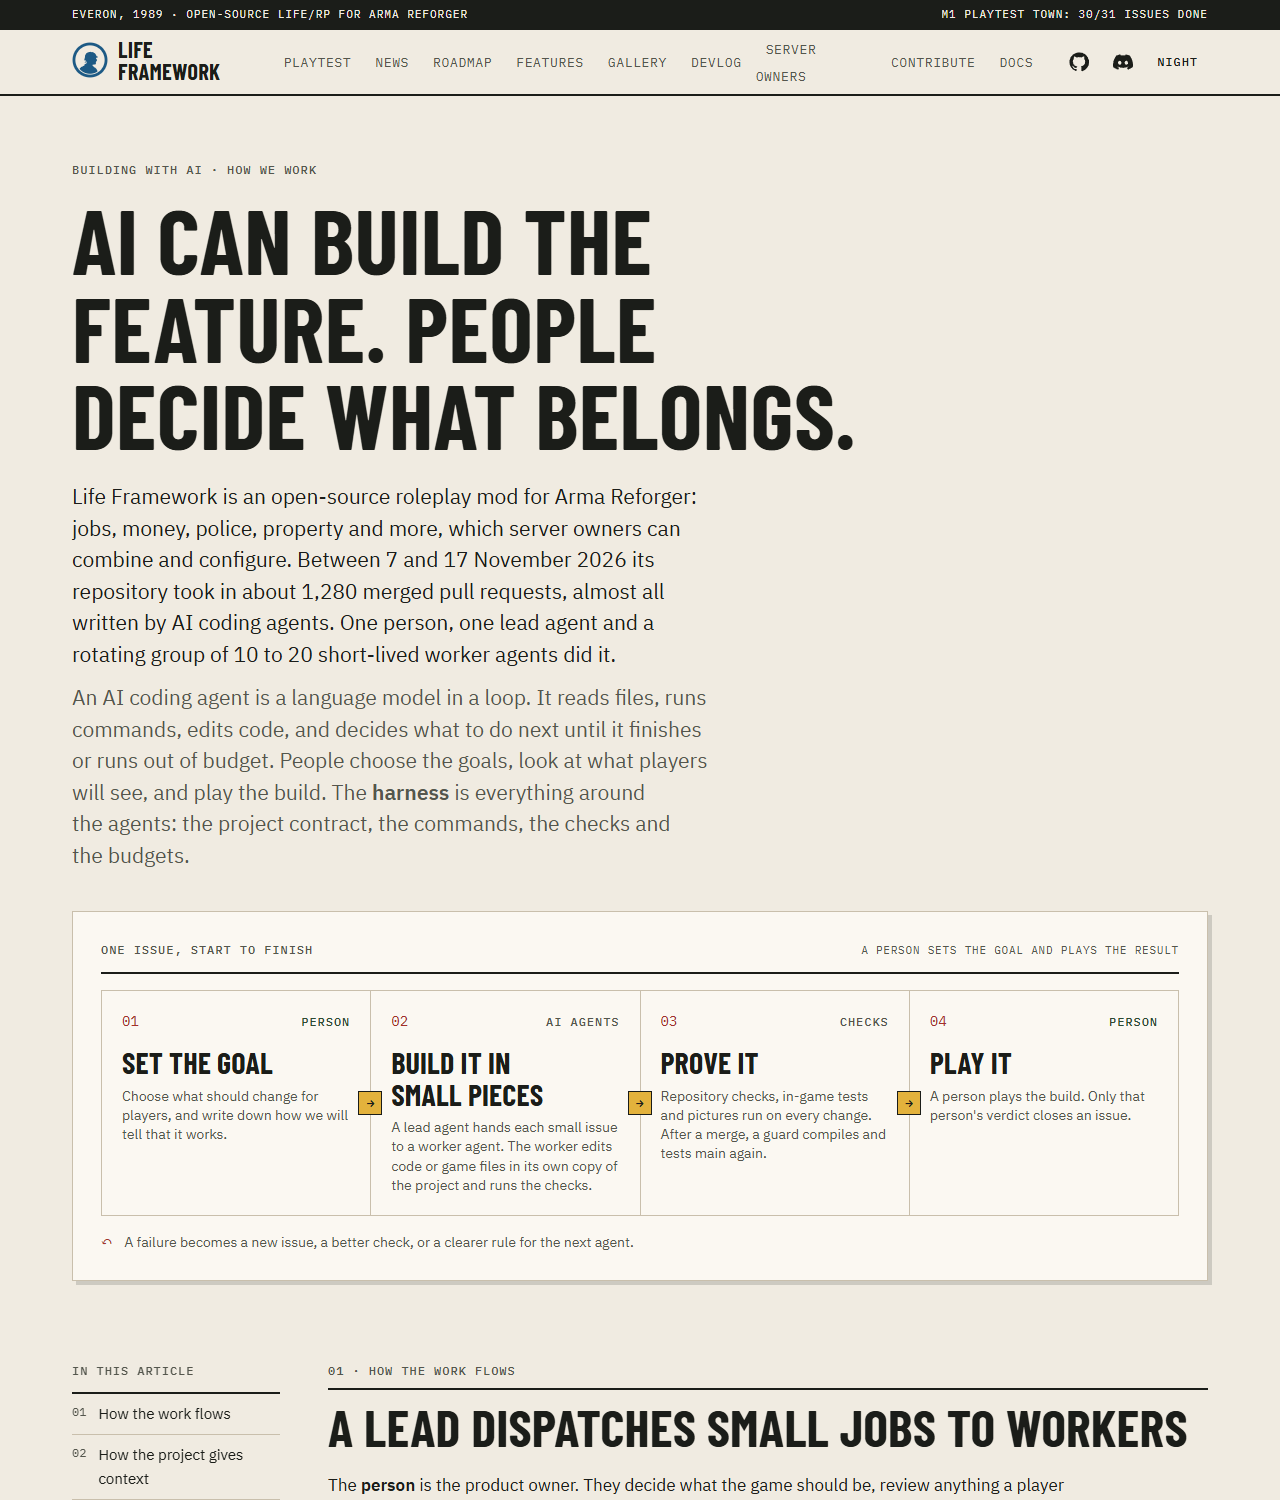 EVERON, 1989 · OPEN-SOURCE LIFE/RP FOR ARMA REFORGER
M1 PLAYTEST TOWN: 30/31 ISSUES DONE
LIFE
FRAMEWORK
PLAYTEST
NEWS
ROADMAP
FEATURES
GALLERY
DEVLOG
SERVER
OWNERS
CONTRIBUTE
DOCS
NIGHT
BUILDING WITH AI · HOW WE WORK
AI CAN BUILD THE
FEATURE. PEOPLE
DECIDE WHAT BELONGS.
Life Framework is an open-source roleplay mod for Arma Reforger:
jobs, money, police, property and more, which server owners can
combine and configure. Between 7 and 17 November 2026 its
repository took in about 1,280 merged pull requests, almost all
written by AI coding agents. One person, one lead agent and a
rotating group of 10 to 20 short-lived worker agents did it.
An AI coding agent is a language model in a loop. It reads files, runs
commands, edits code, and decides what to do next until it finishes
or runs out of budget. People choose the goals, look at what players
will see, and play the build. The harness is everything around
the agents: the project contract, the commands, the checks and
the budgets.
ONE ISSUE, START TO FINISH
A PERSON SETS THE GOAL AND PLAYS THE RESULT
01
PERSON
SET THE GOAL
Choose what should change for
players, and write down how we will
tell that it works.
→
02
AI AGENTS
BUILD IT IN
SMALL PIECES
A lead agent hands each small issue
to a worker agent. The worker edits
code or game files in its own copy of
the project and runs the checks.
→
03
CHECKS
PROVE IT
Repository checks, in-game tests
and pictures run on every change.
After a merge, a guard compiles and
tests main again.
→
04
PERSON
PLAY IT
A person plays the build. Only that
person's verdict closes an issue.
A failure becomes a new issue, a better check, or a clearer rule for the next agent.
IN THIS ARTICLE
01 How the work flows
02 How the project gives
context
01 · HOW THE WORK FLOWS
A LEAD DISPATCHES SMALL JOBS TO WORKERS
The person is the product owner. They decide what the game should be, review anything a player